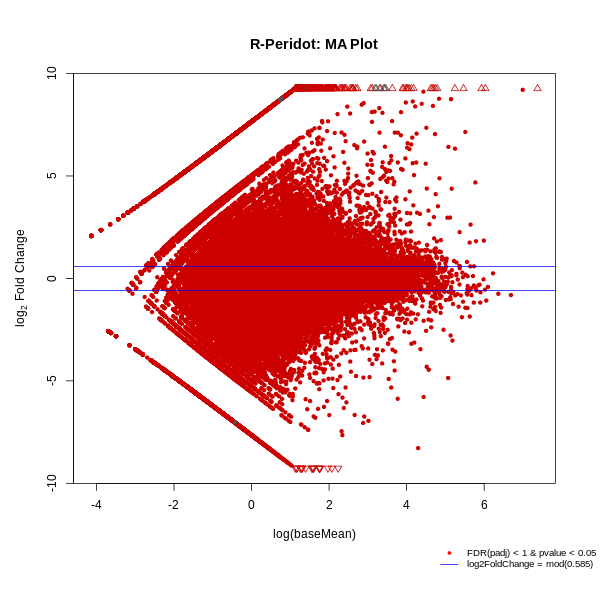 R-Peridot: MA Plot
10
5
0
-5
-10
log2 Fold Change
-4
-2
0
2
4
6
log(baseMean)
FDR(padj) < 1 & pvalue < 0.05
log2FoldChange = mod(0.585)